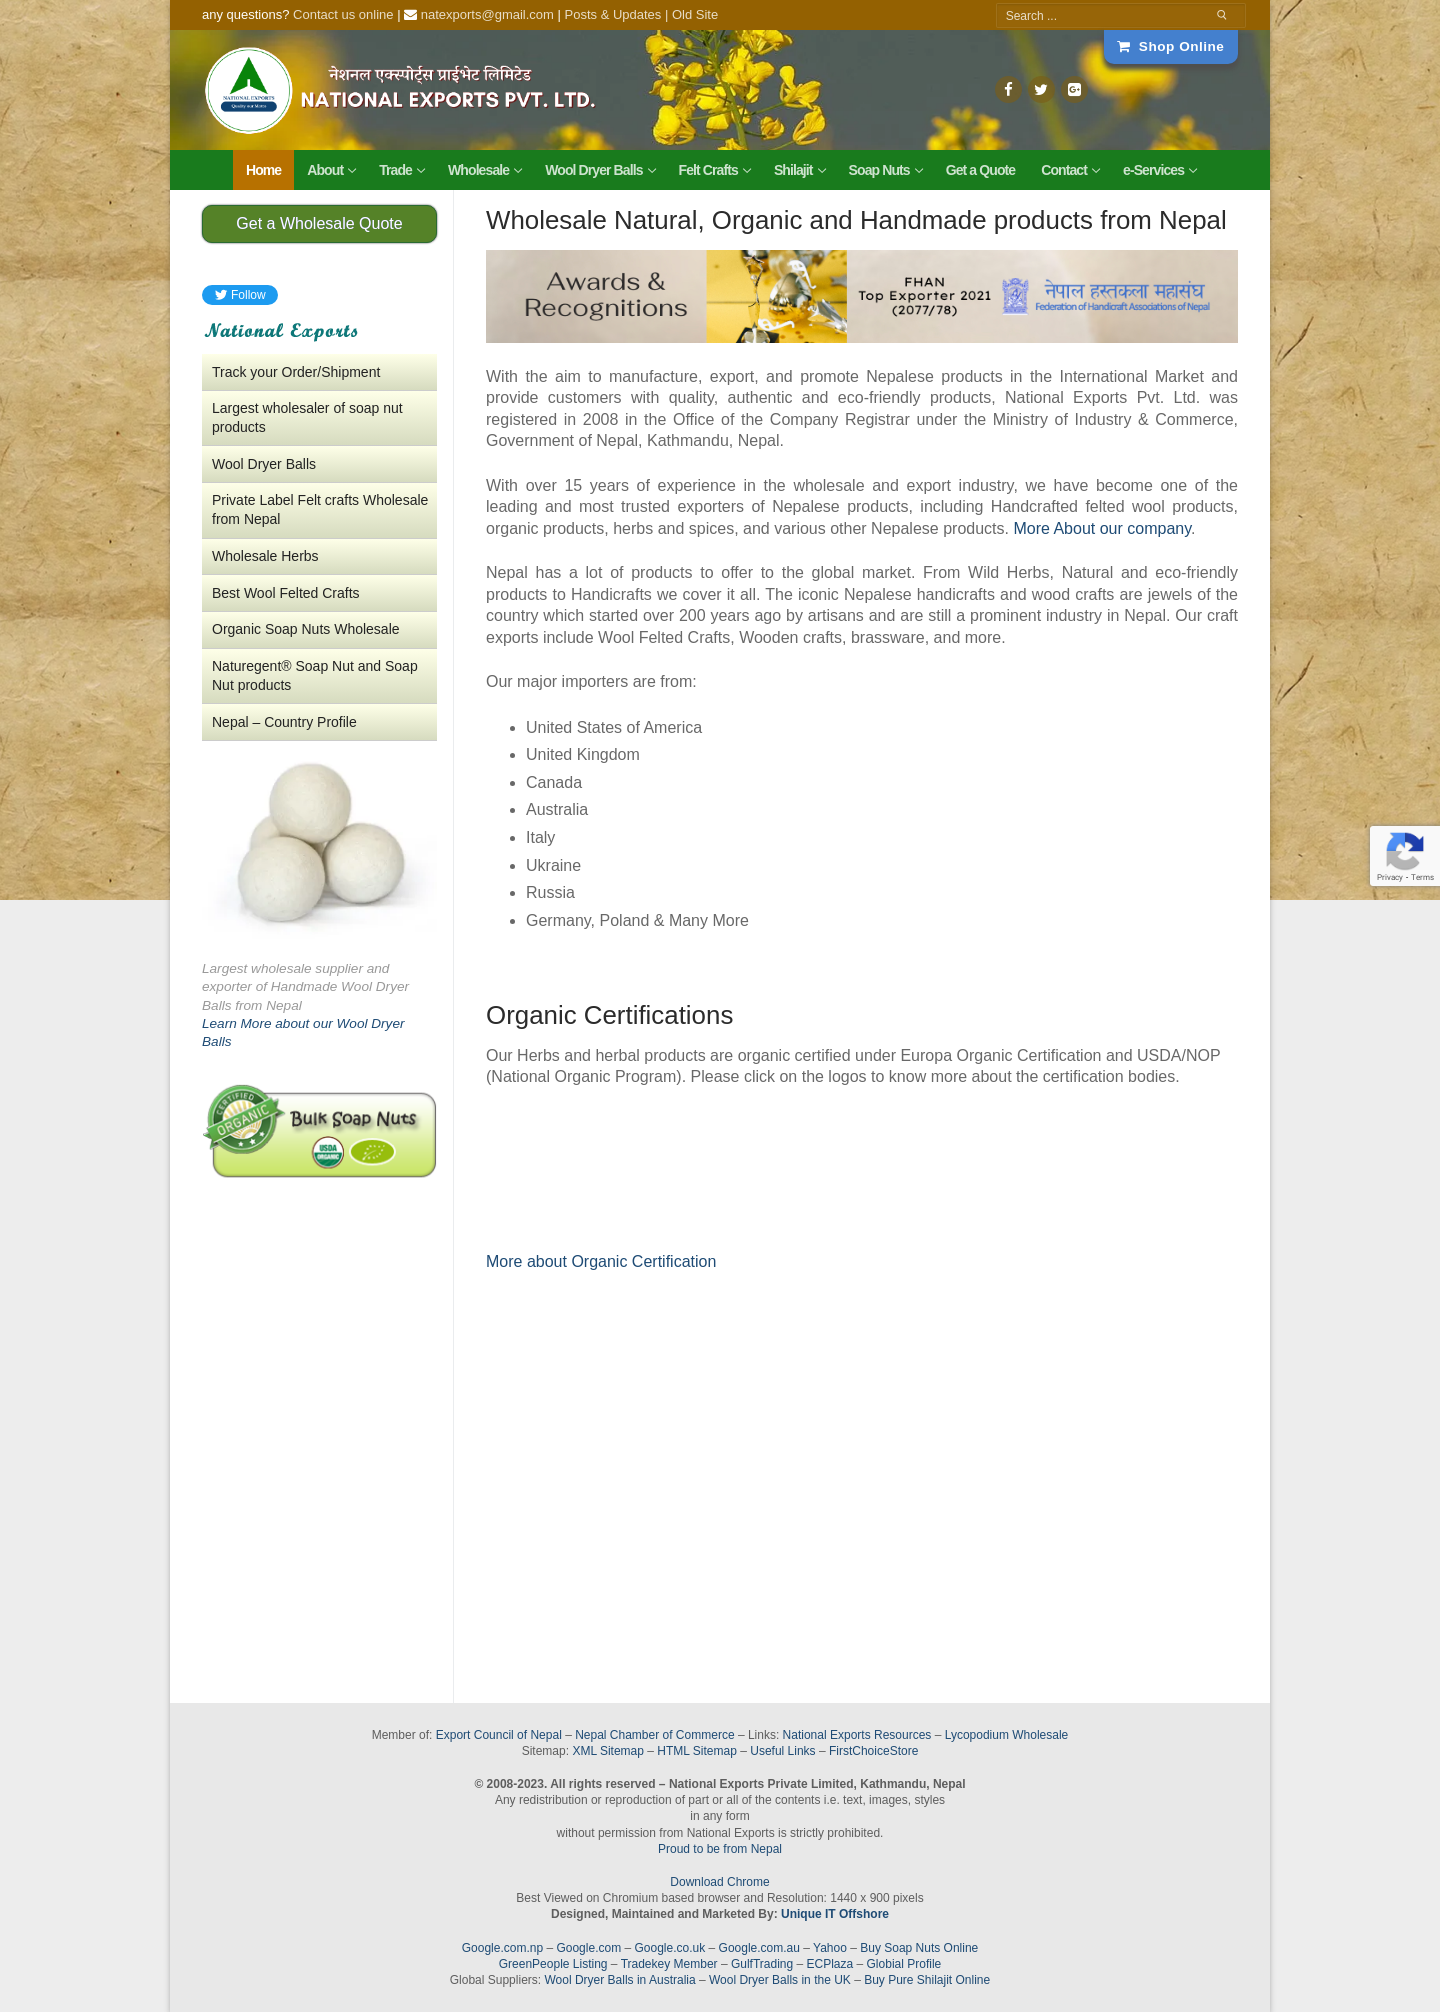 any questions? Contact us online | natexports@gmail.com | Posts & Updates | Old Site
Search ...
Shop Online
NATIONAL EXPORTS
Quality our Motto
नेशनल एक्स्पोर्ट्स प्राईभेट लिमिटेड
NATIONAL EXPORTS PVT. LTD.
Home About Trade Wholesale Wool Dryer Balls Felt Crafts Shilajit Soap Nuts Get a Quote Contact e-Services
Get a Wholesale Quote
Follow
National Exports
Track your Order/Shipment
Largest wholesaler of soap nut
products
Wool Dryer Balls
Private Label Felt crafts Wholesale
from Nepal
Wholesale Herbs
Best Wool Felted Crafts
Organic Soap Nuts Wholesale
Naturegent® Soap Nut and Soap
Nut products
Nepal – Country Profile
Largest wholesale supplier and
exporter of Handmade Wool Dryer
Balls from Nepal
Learn More about our Wool Dryer
Balls
CERTIFIED
ORGANIC
Bulk Soap Nuts
USDA
ORGANIC
Wholesale Natural, Organic and Handmade products from Nepal
Awards &
Recognitions
FHAN
Top Exporter 2021
(2077/78)
नेपाल हस्तकला महासंघ
Federation of Handicraft Associations of Nepal
With the aim to manufacture, export, and promote Nepalese products in the International Market and
provide customers with quality, authentic and eco-friendly products, National Exports Pvt. Ltd. was
registered in 2008 in the Office of the Company Registrar under the Ministry of Industry & Commerce,
Government of Nepal, Kathmandu, Nepal.
With over 15 years of experience in the wholesale and export industry, we have become one of the
leading and most trusted exporters of Nepalese products, including Handcrafted felted wool products,
organic products, herbs and spices, and various other Nepalese products. More About our company.
Nepal has a lot of products to offer to the global market. From Wild Herbs, Natural and eco-friendly
products to Handicrafts we cover it all. The iconic Nepalese handicrafts and wood crafts are jewels of the
country which started over 200 years ago by artisans and are still a prominent industry in Nepal. Our craft
exports include Wool Felted Crafts, Wooden crafts, brassware, and more.
Our major importers are from:
United States of America
United Kingdom
Canada
Australia
Italy
Ukraine
Russia
Germany, Poland & Many More
Organic Certifications
Our Herbs and herbal products are organic certified under Europa Organic Certification and USDA/NOP
(National Organic Program). Please click on the logos to know more about the certification bodies.
More about Organic Certification
Privacy - Terms
Member of: Export Council of Nepal – Nepal Chamber of Commerce – Links: National Exports Resources – Lycopodium Wholesale
Sitemap: XML Sitemap – HTML Sitemap – Useful Links – FirstChoiceStore
© 2008-2023. All rights reserved – National Exports Private Limited, Kathmandu, Nepal
Any redistribution or reproduction of part or all of the contents i.e. text, images, styles
in any form
without permission from National Exports is strictly prohibited.
Proud to be from Nepal
Download Chrome
Best Viewed on Chromium based browser and Resolution: 1440 x 900 pixels
Designed, Maintained and Marketed By: Unique IT Offshore
Google.com.np – Google.com – Google.co.uk – Google.com.au – Yahoo – Buy Soap Nuts Online
GreenPeople Listing – Tradekey Member – GulfTrading – ECPlaza – Globial Profile
Global Suppliers: Wool Dryer Balls in Australia – Wool Dryer Balls in the UK – Buy Pure Shilajit Online